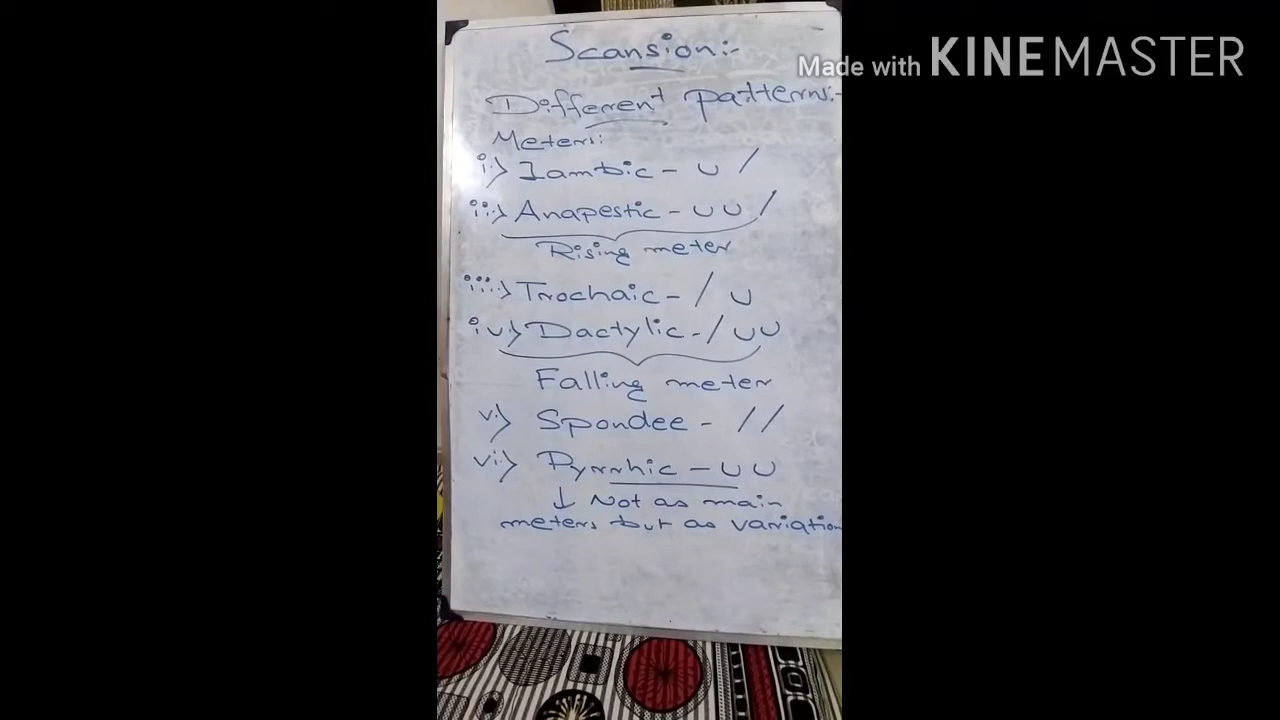 Scansion:-
Made with KINEMASTER
Different patterns:-
Meters:
i.) Iambic - ∪ /
ii.) Anapestic - ∪∪/
Rising meter
iii.) Trochaic - / ∪
iv.) Dactylic - / ∪∪
Falling meter
v.) Spondee - //
vi.) Pyrrhic - ∪∪
↓ Not as main
meters but as variation